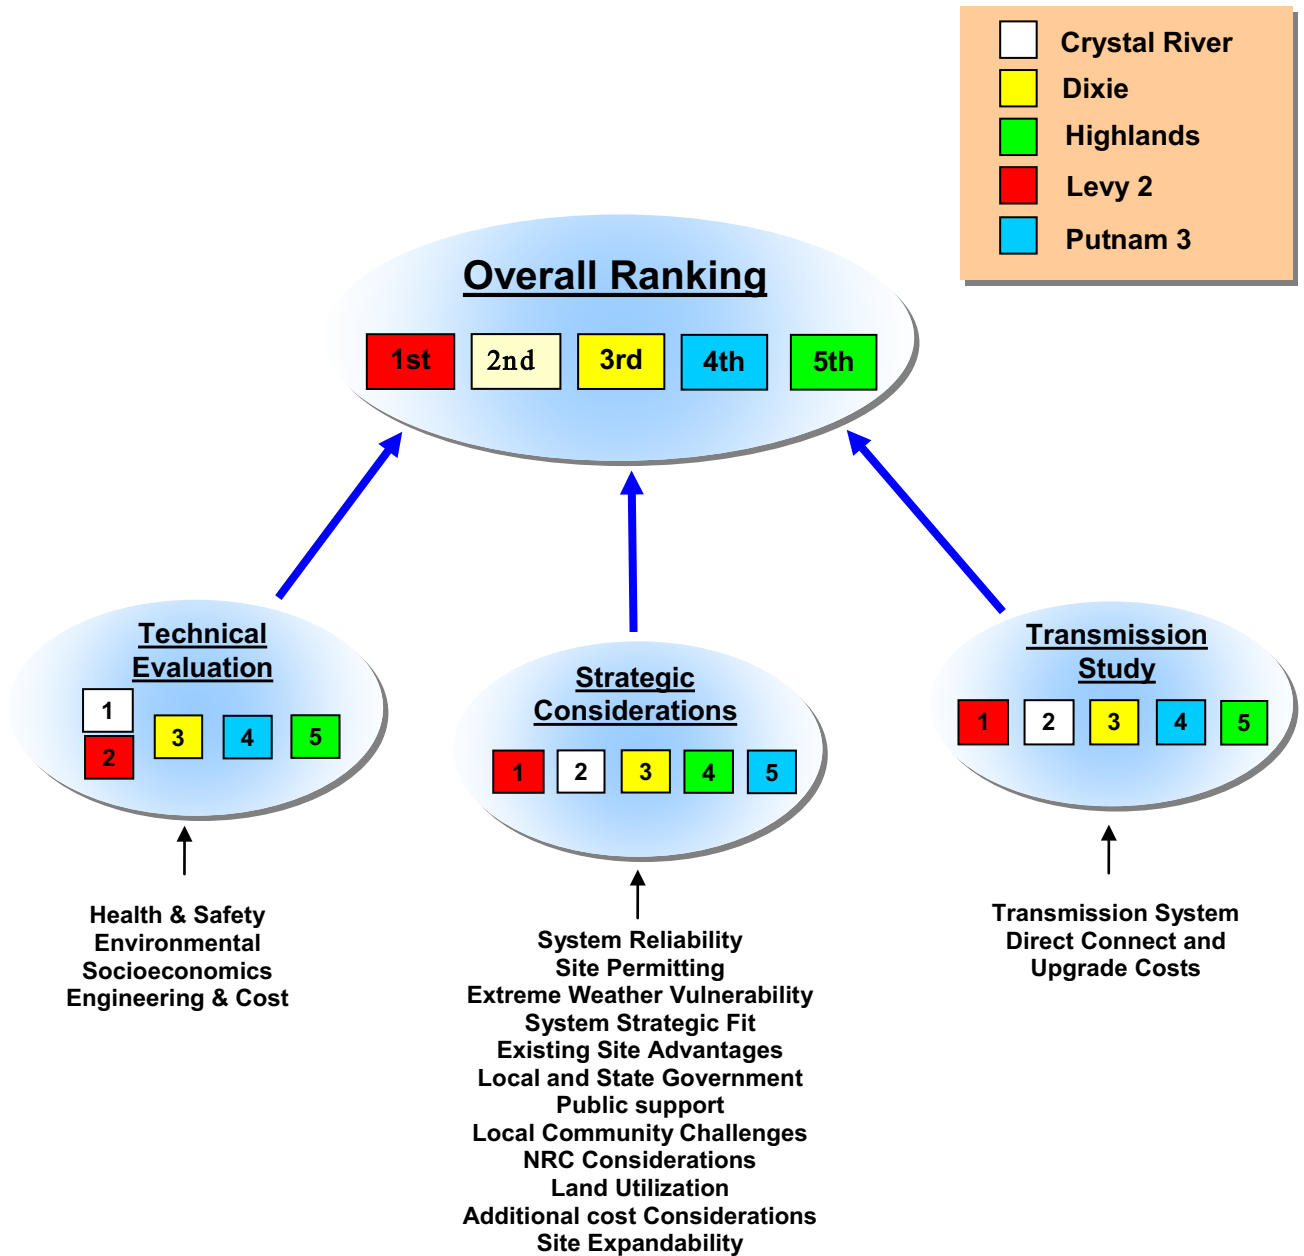 Crystal River
Dixie
Highlands
Levy 2
Putnam 3
Overall Ranking
1st 2nd 3rd 4th 5th
Technical
Evaluation
1
2
3 4 5
Strategic
Considerations
1 2 3 4 5
Transmission
Study
1 2 3 4 5
Health & Safety
Environmental
Socioeconomics
Engineering & Cost
System Reliability
Site Permitting
Extreme Weather Vulnerability
System Strategic Fit
Existing Site Advantages
Local and State Government
Public support
Local Community Challenges
NRC Considerations
Land Utilization
Additional cost Considerations
Site Expandability
Transmission System
Direct Connect and
Upgrade Costs